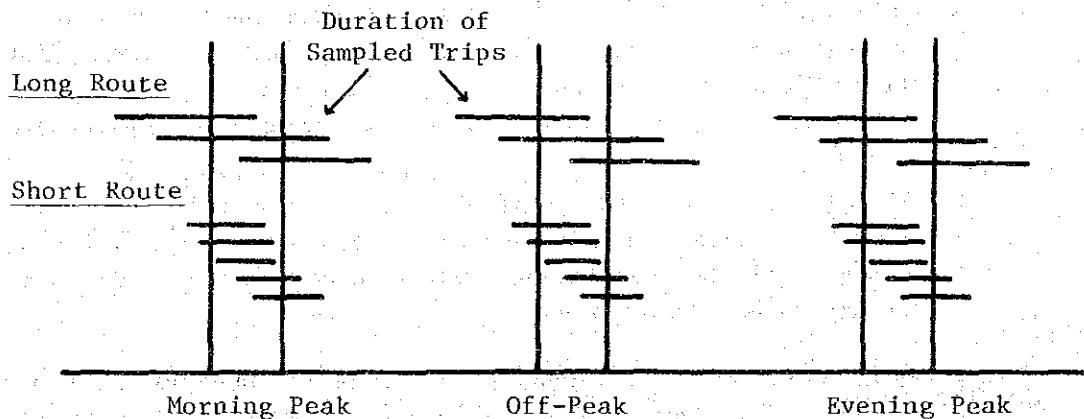 Duration of
Sampled Trips
Long Route
Short Route
Morning Peak
Off-Peak
Evening Peak